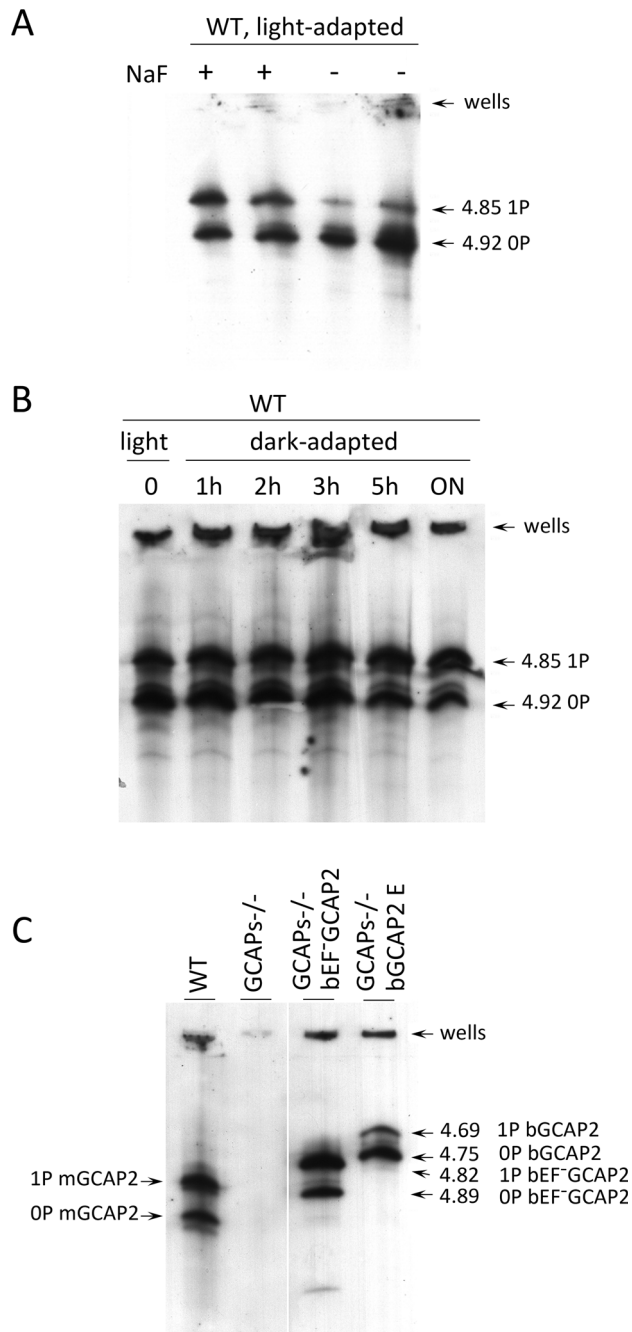 A
WT, light-adapted
NaF + + - -
wells
4.85 1P
4.92 0P
B
WT
light dark-adapted
0 1h 2h 3h 5h ON
wells
4.85 1P
4.92 0P
C
WT
GCAPs-/-
GCAPs-/-
bEF⁻GCAP2
GCAPs-/-
bGCAP2 E
wells
4.69 1P bGCAP2
4.75 0P bGCAP2
1P mGCAP2
4.82 1P bEF⁻GCAP2
4.89 0P bEF⁻GCAP2
0P mGCAP2